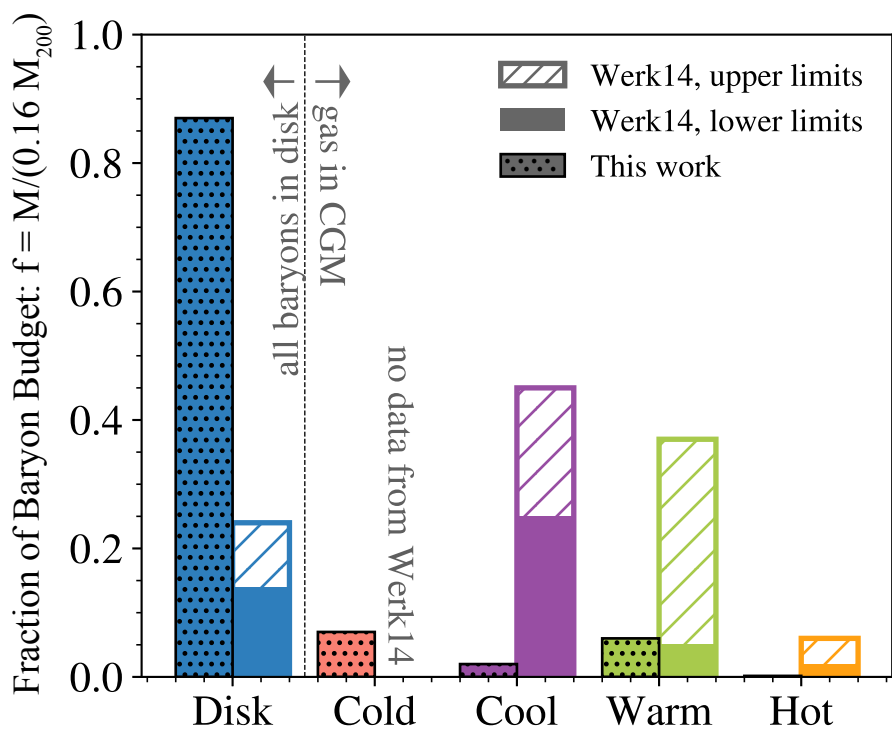 Fraction of Baryon Budget: f = M/(0.16 M₂₀₀)
1.0
0.8
0.6
0.4
0.2
0.0
all baryons in disk
gas in CGM
no data from Werk14
Werk14, upper limits
Werk14, lower limits
This work
Disk
Cold
Cool
Warm
Hot